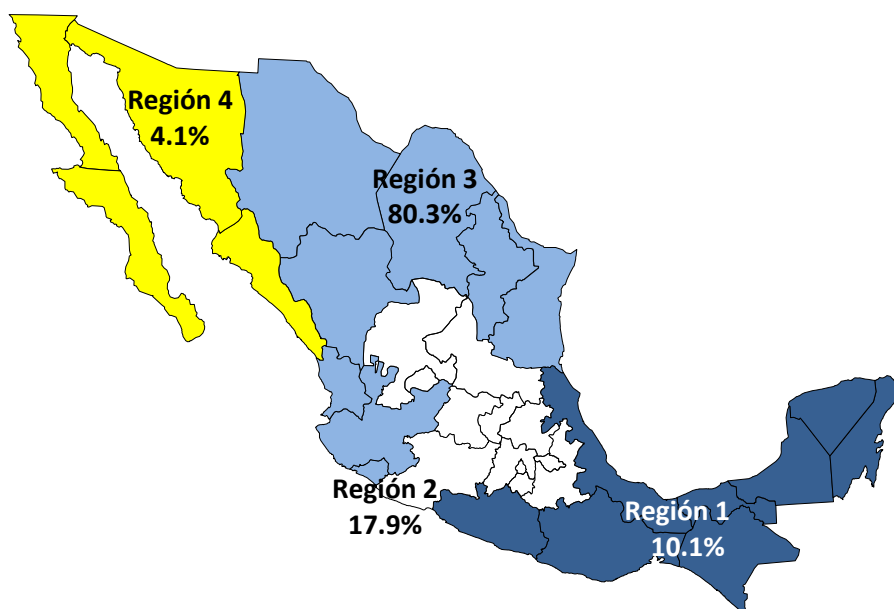 Región 4
4.1%
Región 3
80.3%
Región 2
17.9%
Región 1
10.1%